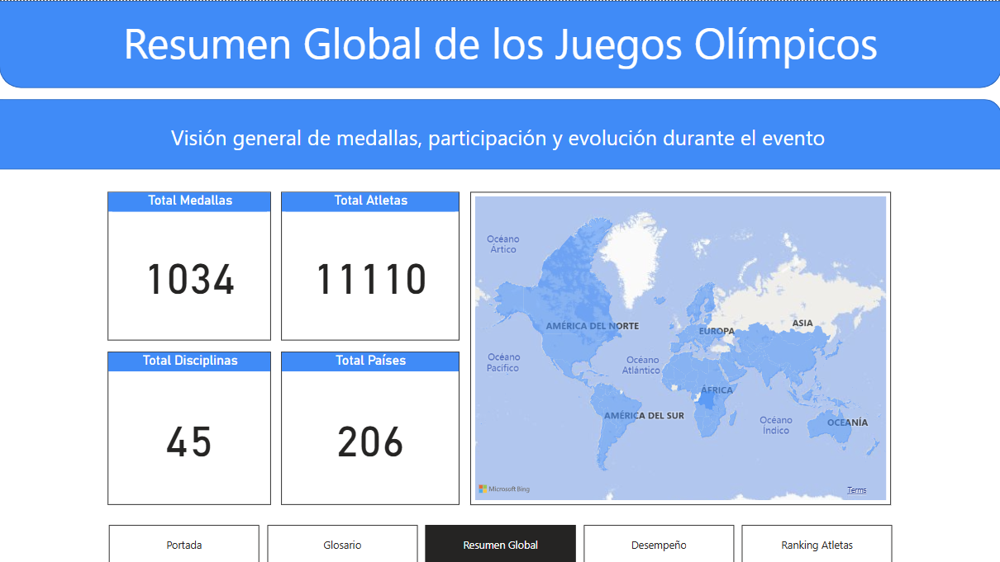 Resumen Global de los Juegos Olímpicos
Visión general de medallas, participación y evolución durante el evento
Total Medallas
1034
Total Atletas
11110
Total Disciplinas
45
Total Países
206
Océano
Ártico
AMÉRICA DEL NORTE
EUROPA
ASIA
Océano
Pacífico
Océano
Atlántico
ÁFRICA
AMÉRICA DEL SUR
Océano
Índico
OCEANÍA
Microsoft Bing
Terms
Portada
Glosario
Resumen Global
Desempeño
Ranking Atletas